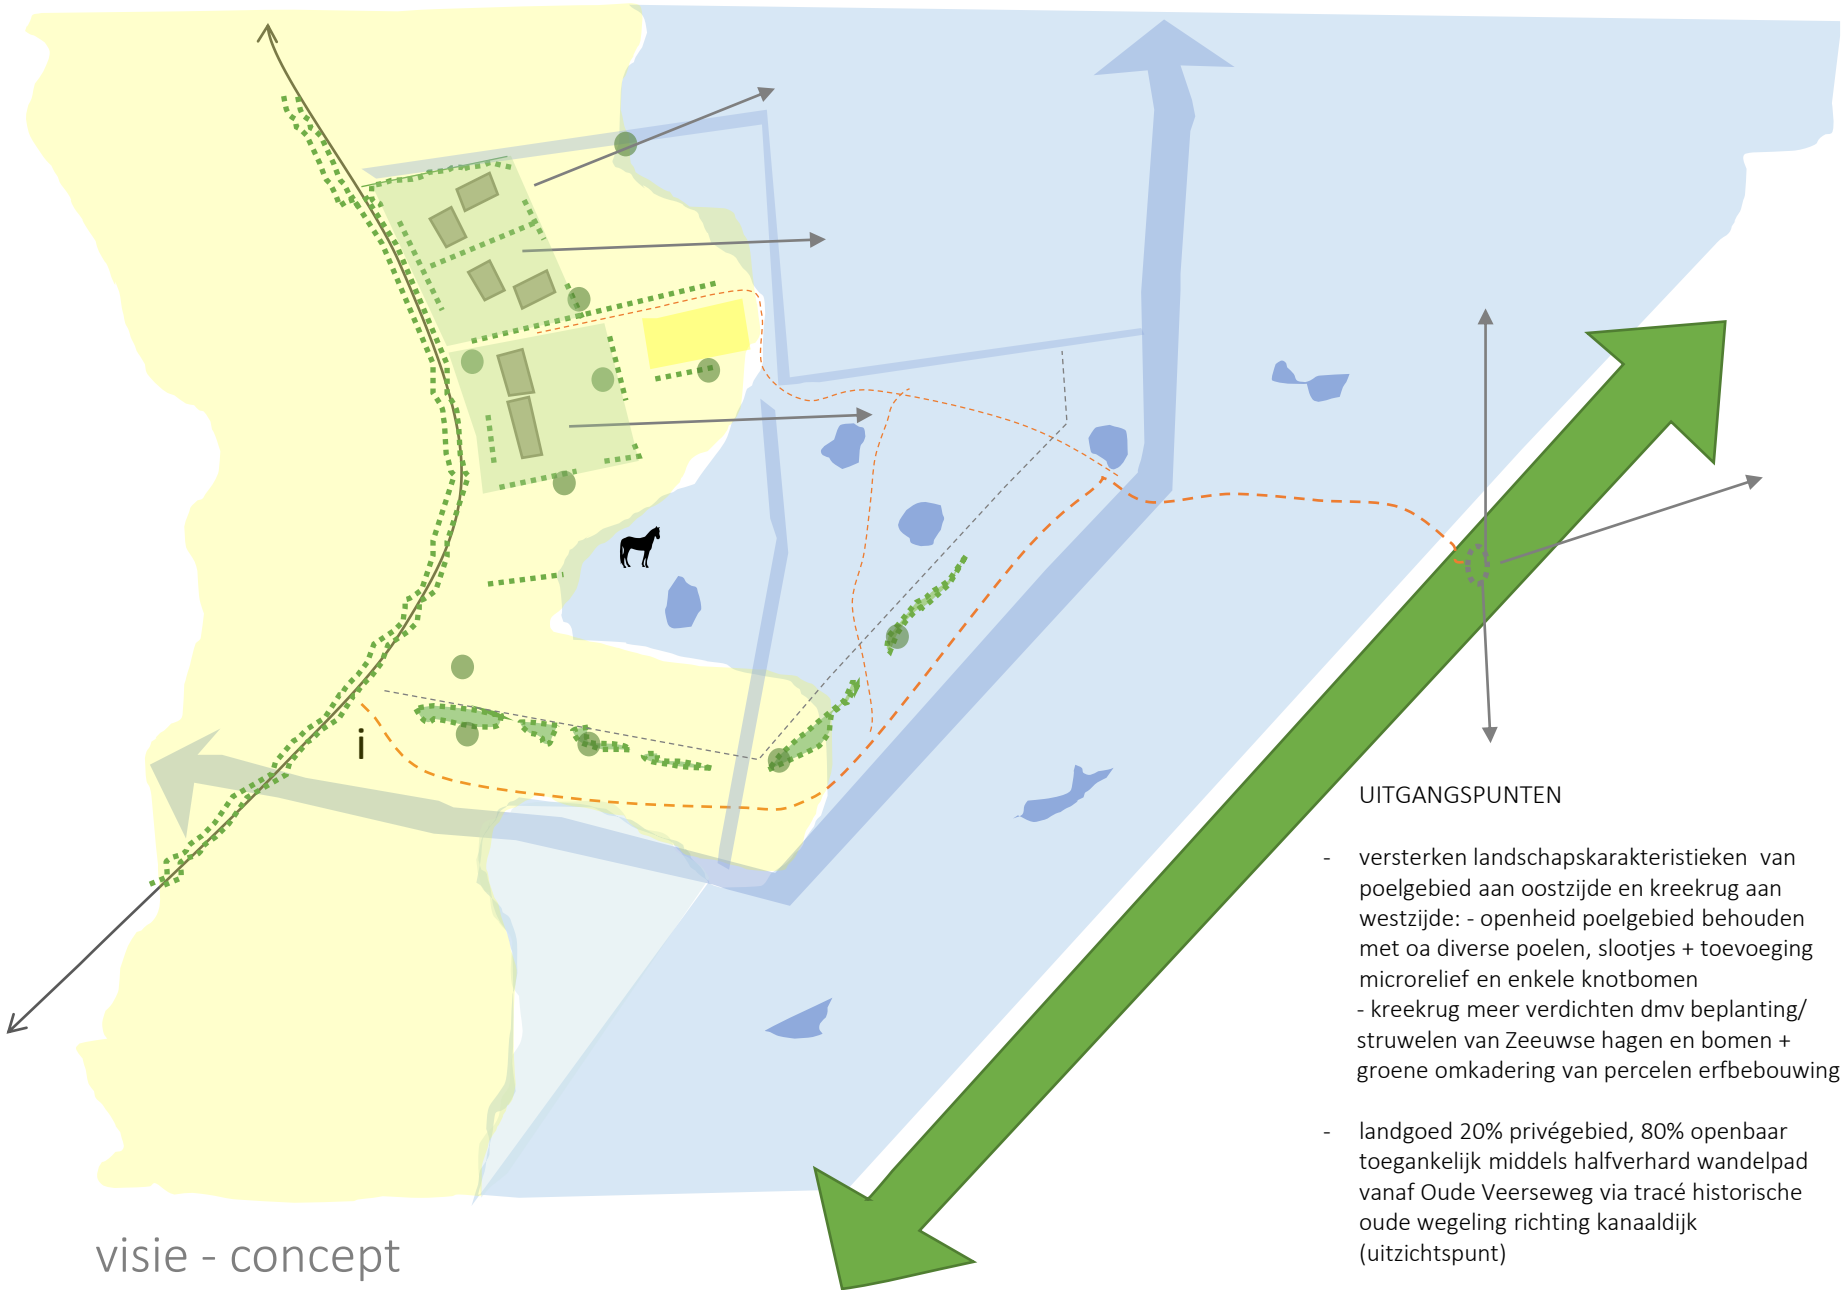 i
UITGANGSPUNTEN
- versterken landschapskarakteristieken van
poelgebied aan oostzijde en kreekrug aan
westzijde: - openheid poelgebied behouden
met oa diverse poelen, slootjes + toevoeging
microrelief en enkele knotbomen
- kreekrug meer verdichten dmv beplanting/
struwelen van Zeeuwse hagen en bomen +
groene omkadering van percelen erfbebouwing
- landgoed 20% privégebied, 80% openbaar
toegankelijk middels halfverhard wandelpad
vanaf Oude Veerseweg via tracé historische
oude wegeling richting kanaaldijk
(uitzichtspunt)
visie - concept